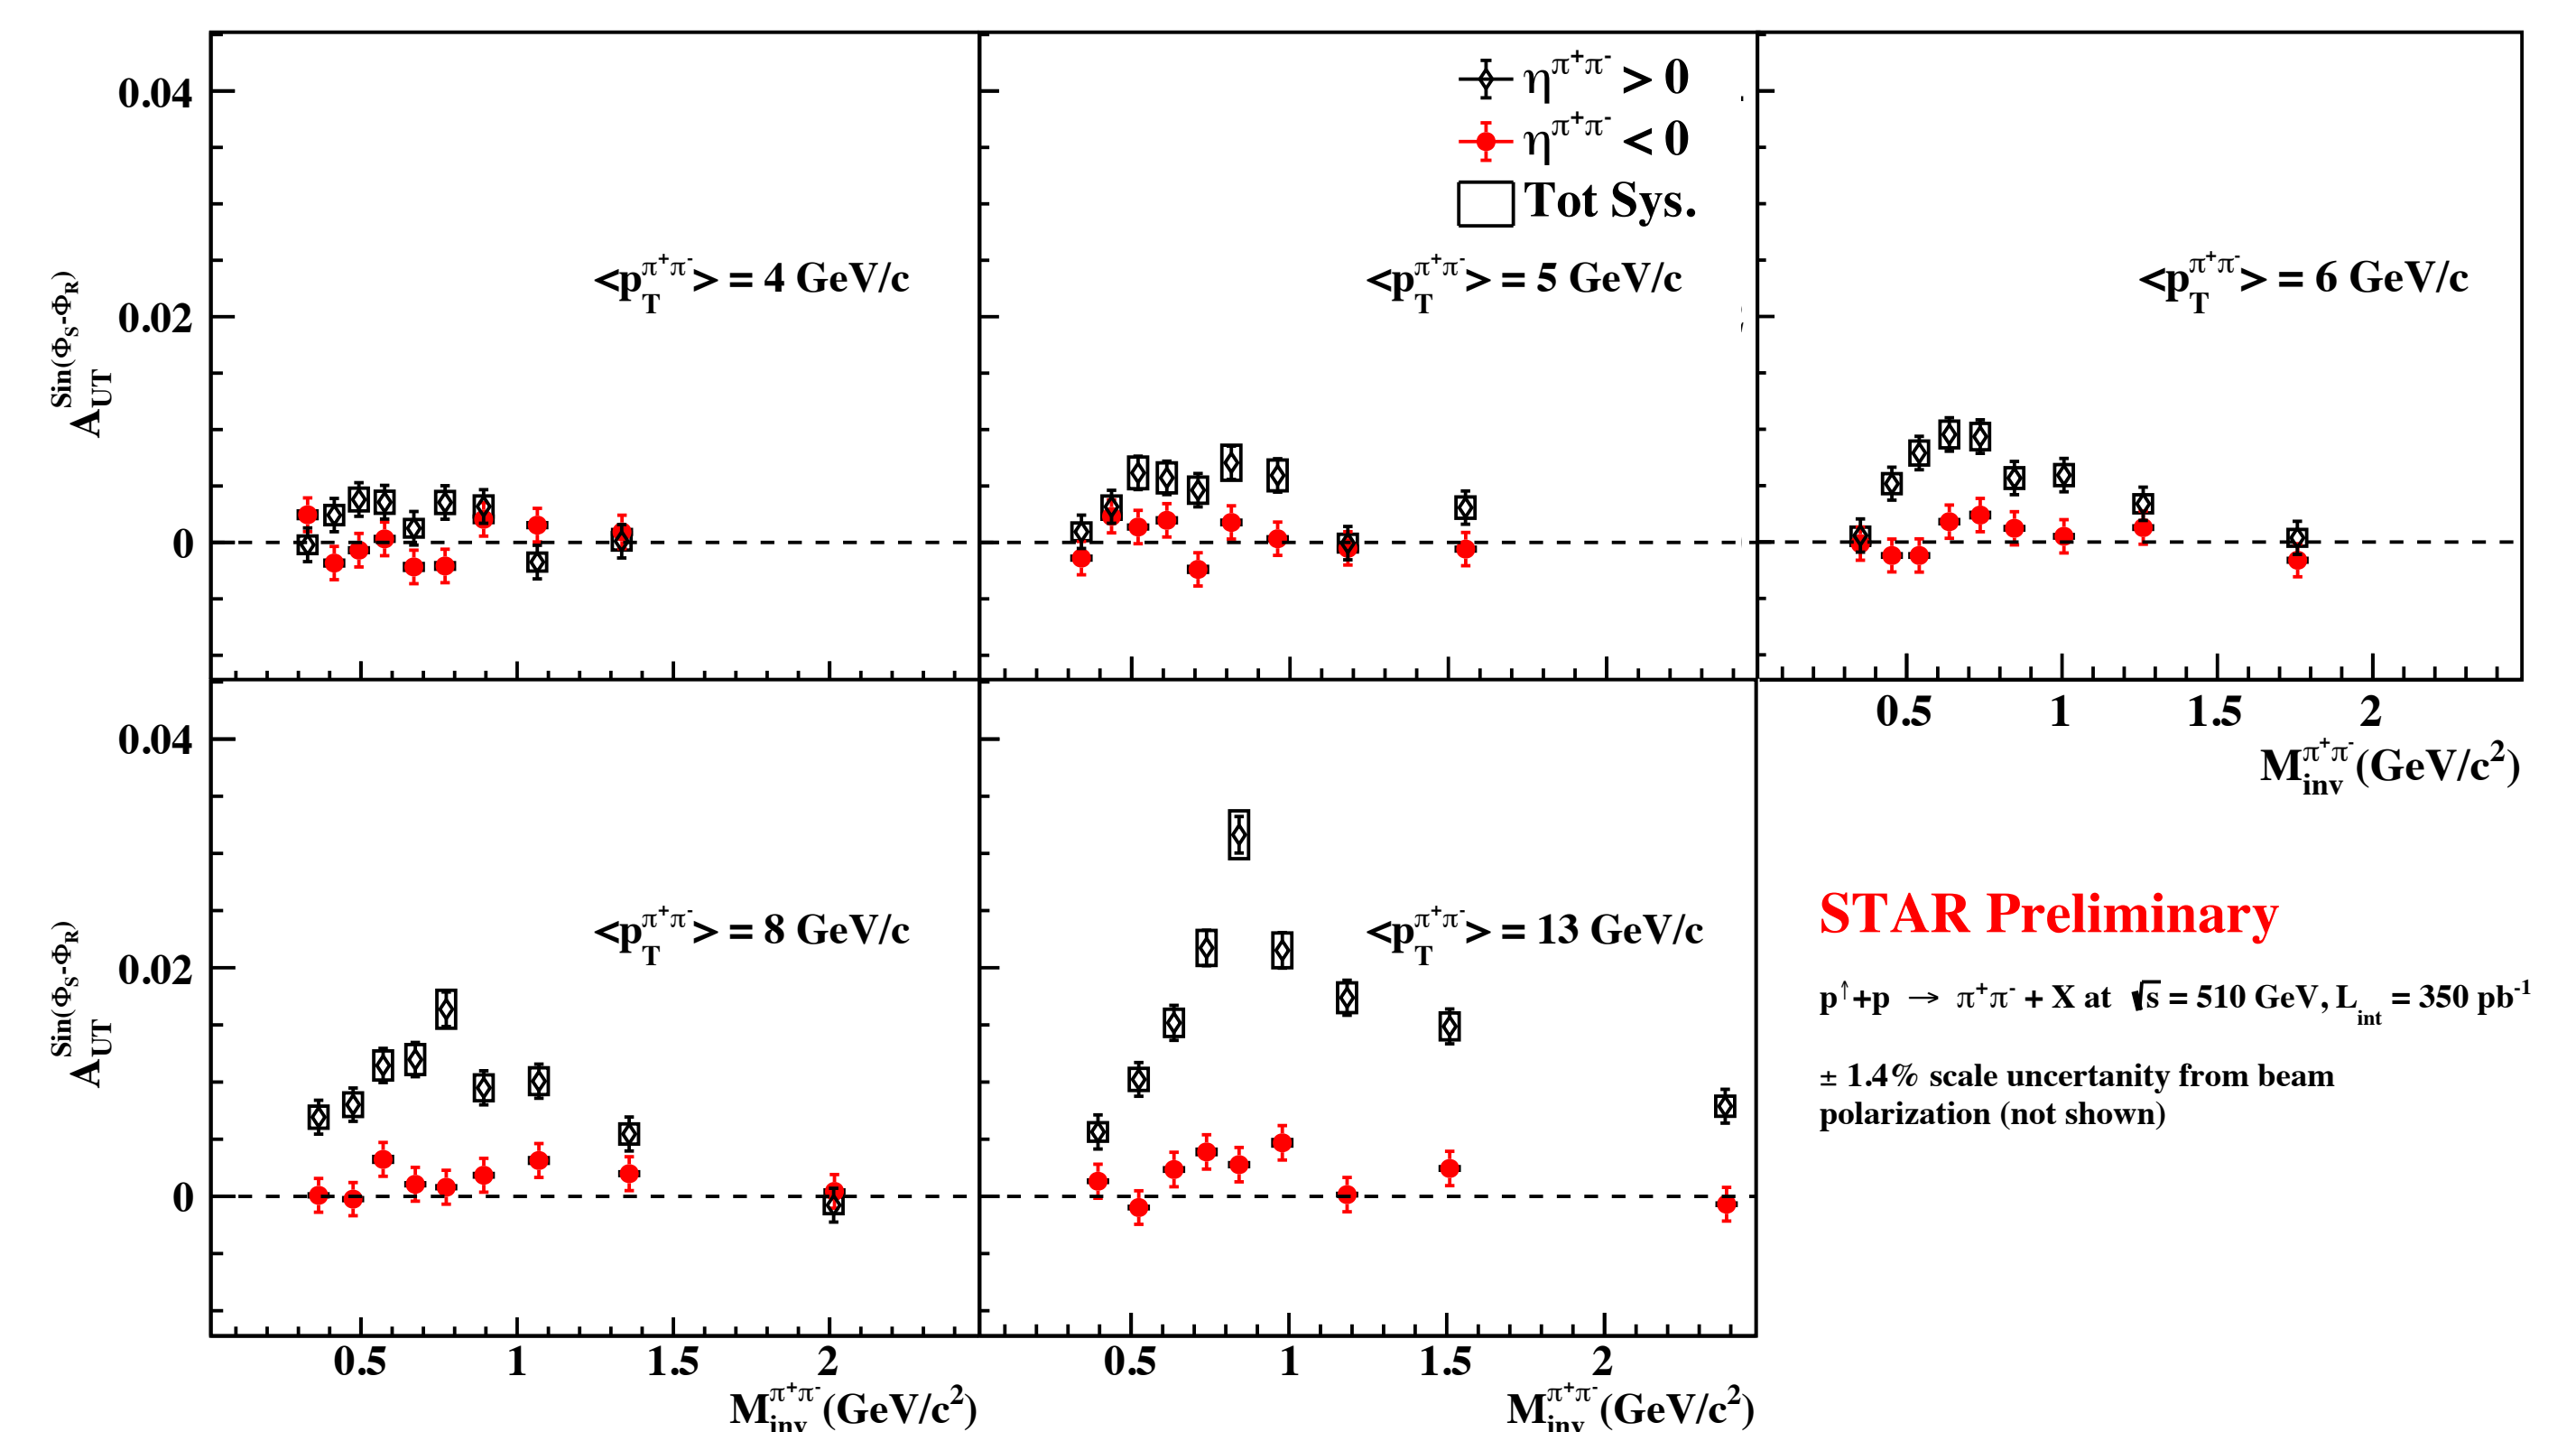 η^π+π- > 0
η^π+π- < 0
Tot Sys.
0.04
0.02
0
A_UT^Sin(Φ_S-Φ_R)
<p_T^π+π-> = 4 GeV/c
<p_T^π+π-> = 5 GeV/c
<p_T^π+π-> = 6 GeV/c
0.5 1 1.5 2
M_inv^π+π- (GeV/c²)
0.04
0.02
0
A_UT^Sin(Φ_S-Φ_R)
<p_T^π+π-> = 8 GeV/c
<p_T^π+π-> = 13 GeV/c
0.5 1 1.5 2
M_inv^π+π- (GeV/c²)
0.5 1 1.5 2
M_inv^π+π- (GeV/c²)
STAR Preliminary
p↑+p → π+π- + X at √s = 510 GeV, L_int = 350 pb⁻¹
± 1.4% scale uncertanity from beam
polarization (not shown)